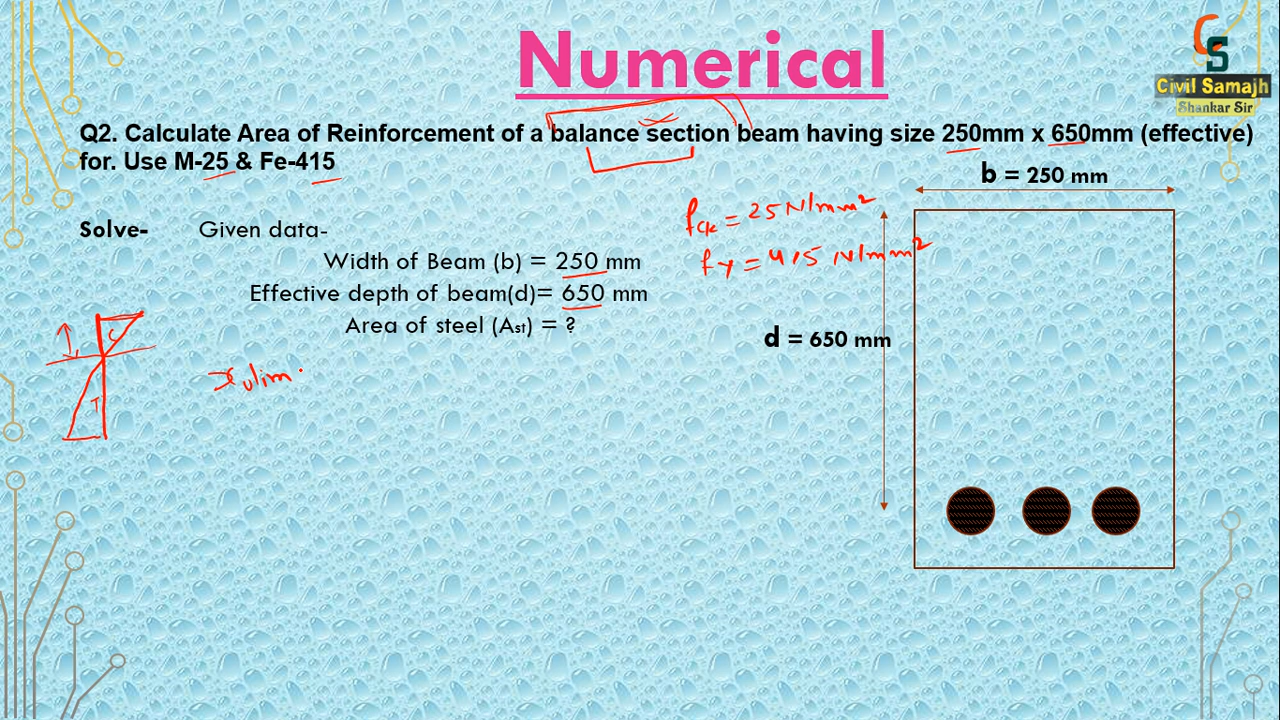 Numerical
CS
Civil Samajh
Shankar Sir
Q2. Calculate Area of Reinforcement of a balance section beam having size 250mm x 650mm (effective)
for. Use M-25 & Fe-415
b = 250 mm
Solve- Given data-
fck = 25 N/mm²
Width of Beam (b) = 250 mm
fy = 415 N/mm²
Effective depth of beam(d)= 650 mm
Area of steel (Ast) = ?
d = 650 mm
C
xulim
T